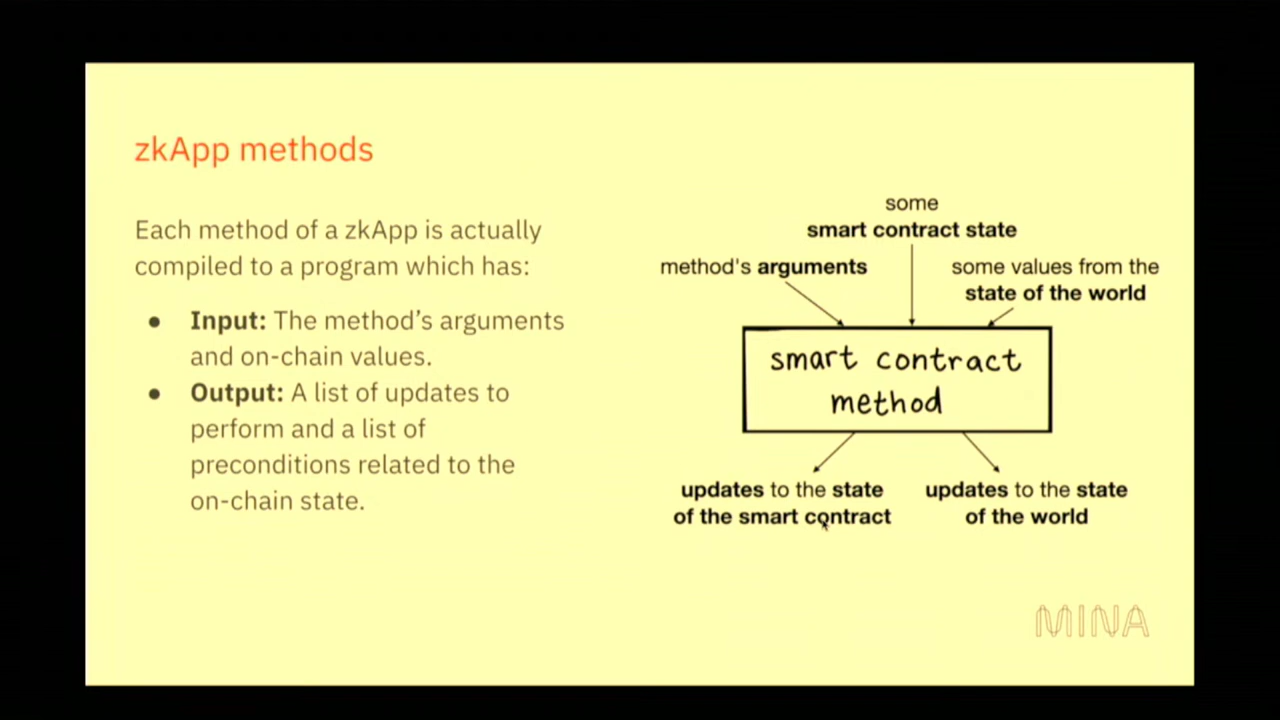 zkApp methods
Each method of a zkApp is actually
compiled to a program which has:
● Input: The method's arguments
and on-chain values.
● Output: A list of updates to
perform and a list of
preconditions related to the
on-chain state.
some
smart contract state
method's arguments
some values from the
state of the world
smart contract
method
updates to the state
of the smart contract
updates to the state
of the world
MINA